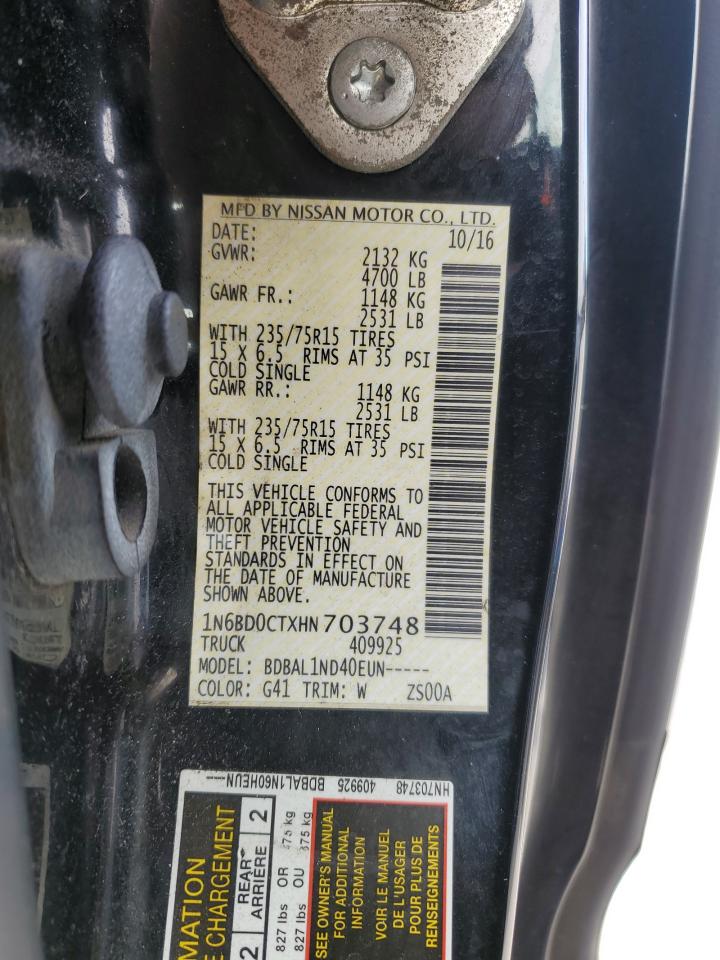 MFD BY NISSAN MOTOR CO., LTD.
DATE: 10/16
GVWR: 2132 KG
4700 LB
GAWR FR.: 1148 KG
2531 LB
WITH 235/75R15 TIRES
15 X 6.5 RIMS AT 35 PSI
COLD SINGLE
GAWR RR.: 1148 KG
2531 LB
WITH 235/75R15 TIRES
15 X 6.5 RIMS AT 35 PSI
COLD SINGLE
THIS VEHICLE CONFORMS TO
ALL APPLICABLE FEDERAL
MOTOR VEHICLE SAFETY AND
THEFT PREVENTION
STANDARDS IN EFFECT ON
THE DATE OF MANUFACTURE
SHOWN ABOVE.
1N6BD0CTXHN703748
TRUCK 409925
MODEL: BDBAL1ND40EUN-----
COLOR: G41 TRIM: W ZS00A
HN703748 409925 BDBAL1N60HEUN---
MATION
E CHARGEMENT
2 REAR ARRIÈRE 2
827 lbs OR 375 kg
827 lbs OU 375 kg
SEE OWNER'S MANUAL
FOR ADDITIONAL
INFORMATION
VOIR LE MANUEL
DE L'USAGER
POUR PLUS DE
RENSEIGNEMENTS